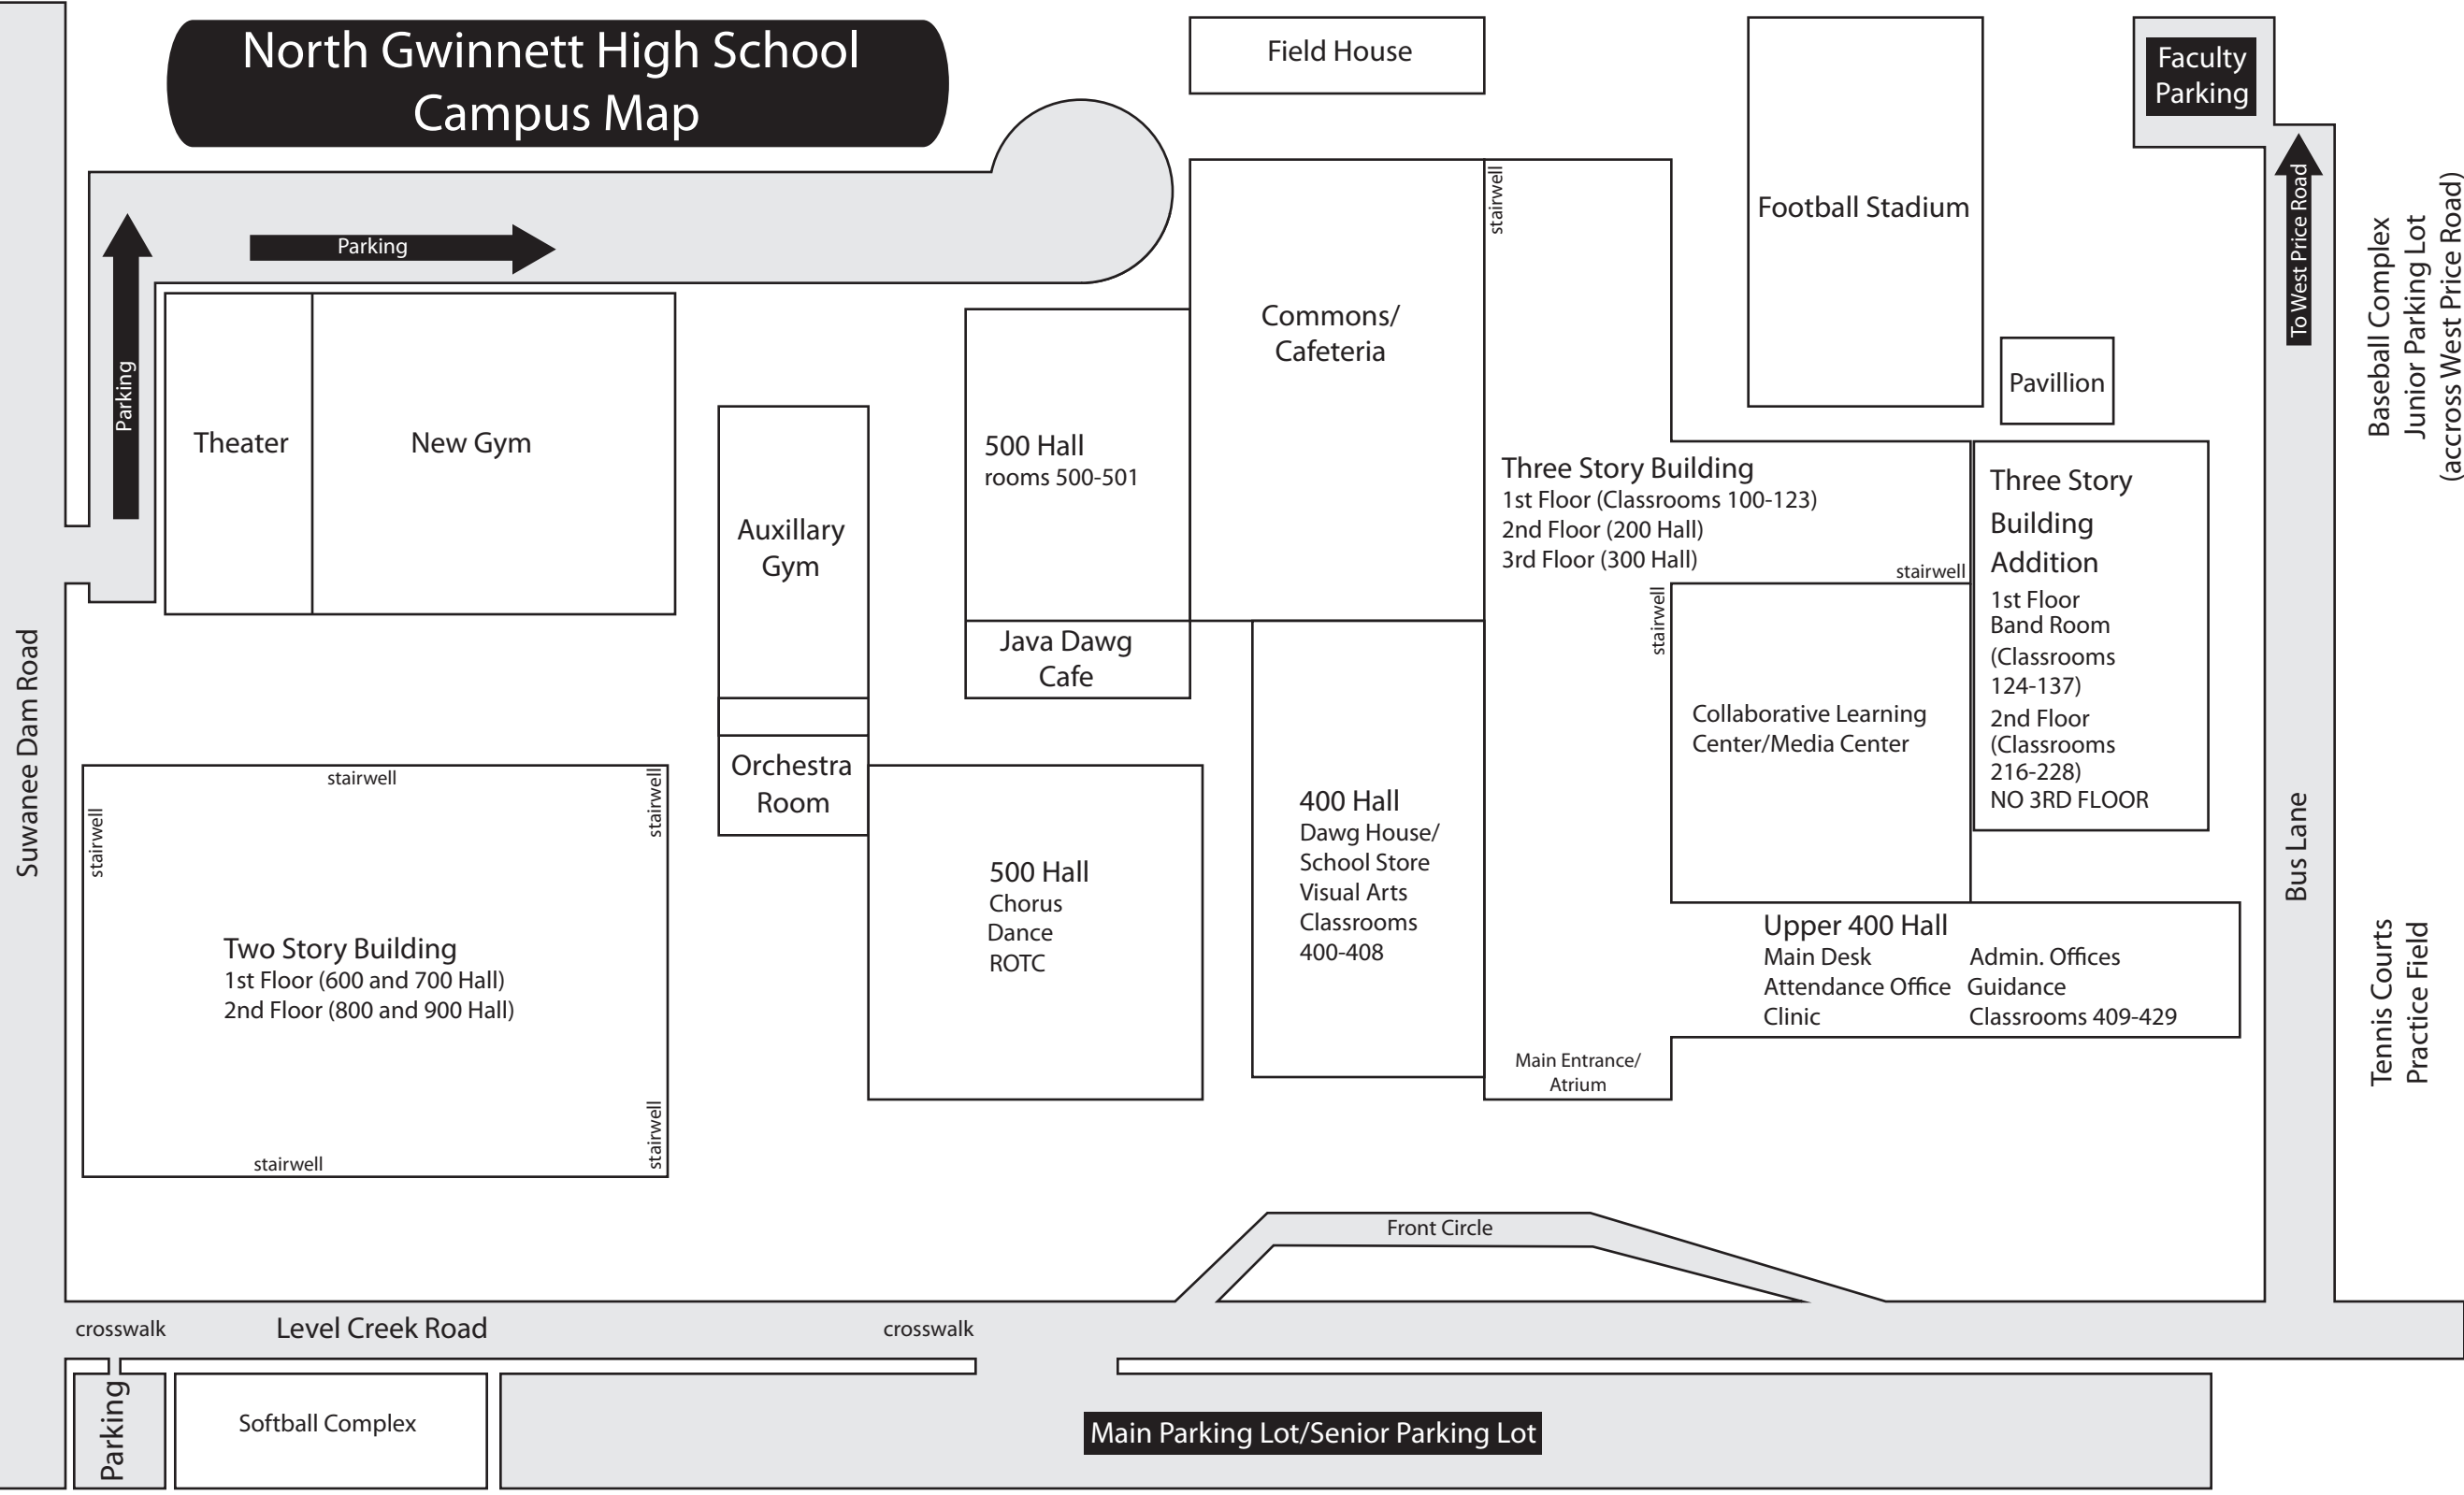 North Gwinnett High School
Campus Map
Field House
Faculty
Parking
Football Stadium
stairwell
To West Price Road
Baseball Complex
Junior Parking Lot
(accross West Price Road)
Parking
Parking
Commons/
Cafeteria
Pavillion
Theater
New Gym
500 Hall
rooms 500-501
Auxillary
Gym
Three Story Building
1st Floor (Classrooms 100-123)
2nd Floor (200 Hall)
3rd Floor (300 Hall)
stairwell
stairwell
Three Story
Building
Addition
1st Floor
Band Room
(Classrooms
124-137)
2nd Floor
(Classrooms
216-228)
NO 3RD FLOOR
Java Dawg
Cafe
Collaborative Learning
Center/Media Center
Suwanee Dam Road
Orchestra
Room
stairwell
stairwell
stairwell
Two Story Building
1st Floor (600 and 700 Hall)
2nd Floor (800 and 900 Hall)
stairwell
stairwell
500 Hall
Chorus
Dance
ROTC
400 Hall
Dawg House/
School Store
Visual Arts
Classrooms
400-408
Bus Lane
Upper 400 Hall
Main Desk
Attendance Office
Clinic
Admin. Offices
Guidance
Classrooms 409-429
Tennis Courts
Practice Field
Main Entrance/
Atrium
Front Circle
crosswalk
Level Creek Road
crosswalk
Parking
Softball Complex
Main Parking Lot/Senior Parking Lot